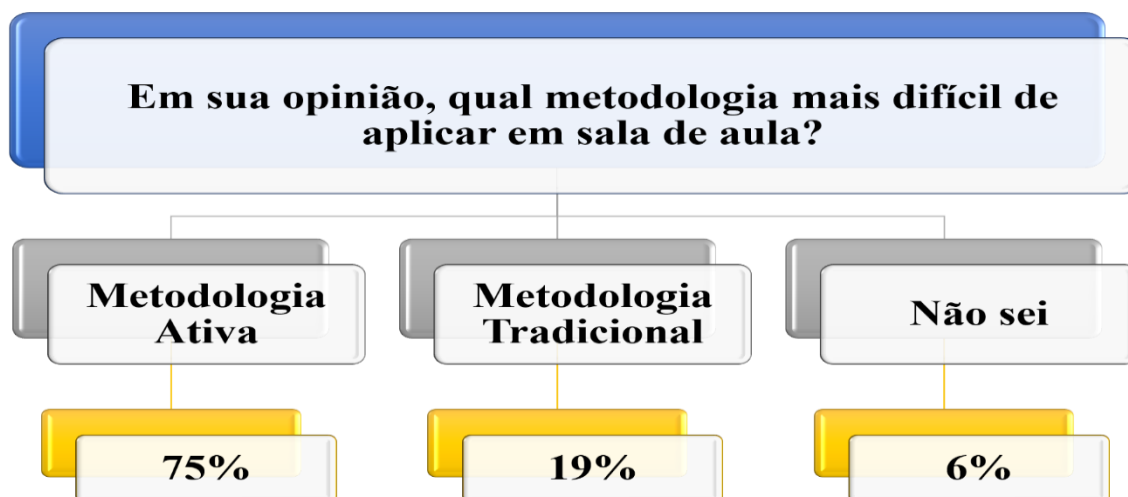 Em sua opinião, qual metodologia mais difícil de
aplicar em sala de aula?
Metodologia
Ativa
Metodologia
Tradicional
Não sei
75%
19%
6%